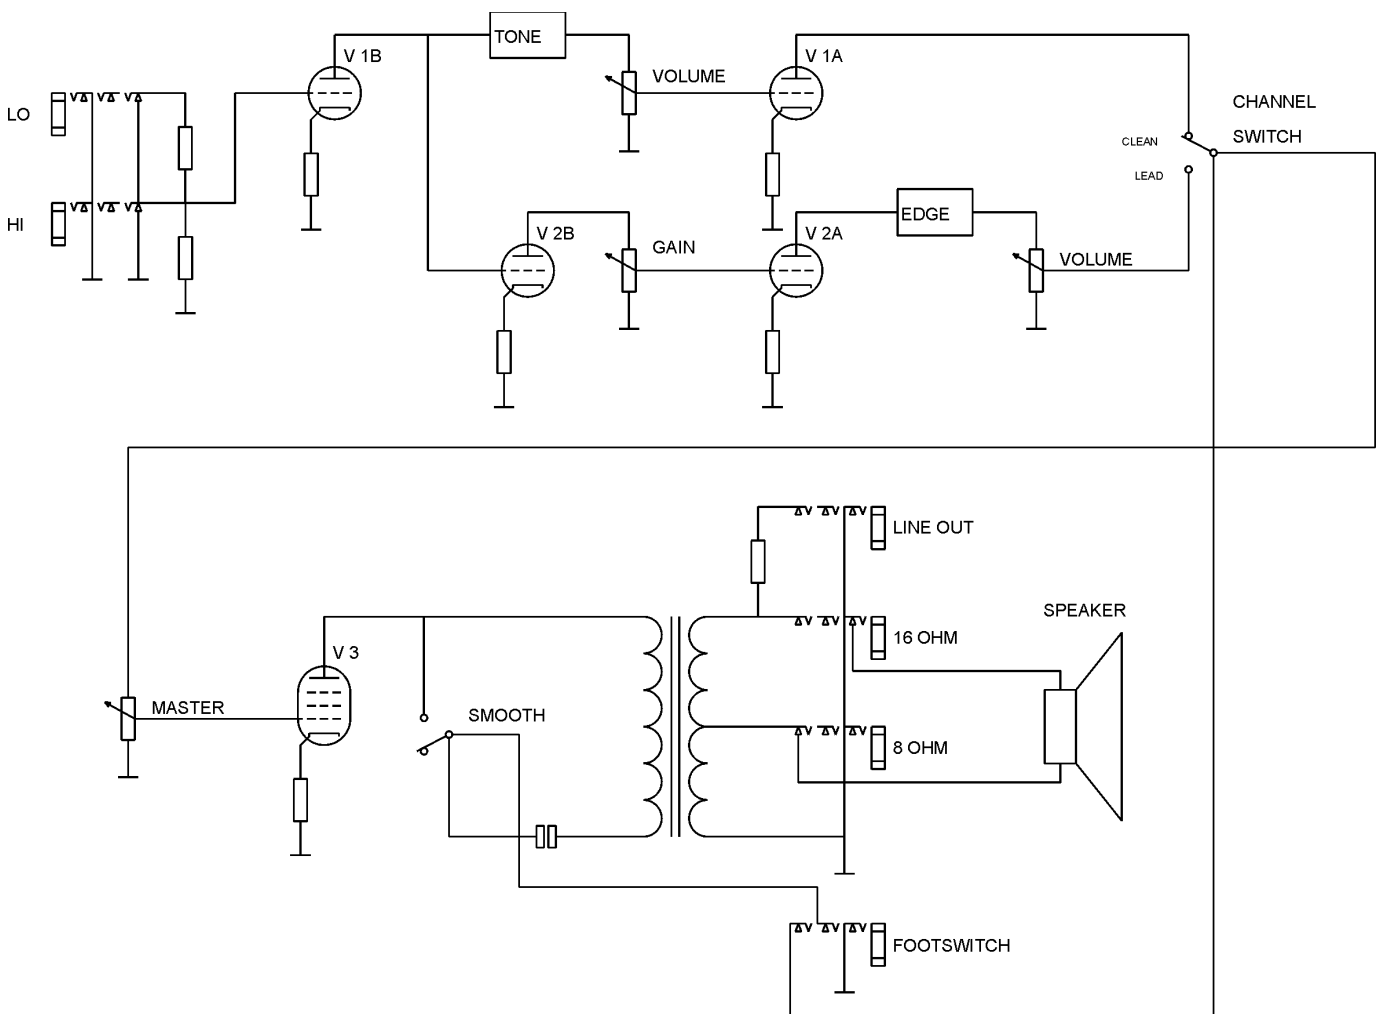 TONE
V 1B
V 1A
VOLUME
LO
CHANNEL
SWITCH
CLEAN
LEAD
HI
V 2B
GAIN
V 2A
EDGE
VOLUME
LINE OUT
SPEAKER
16 OHM
V 3
MASTER
SMOOTH
8 OHM
FOOTSWITCH